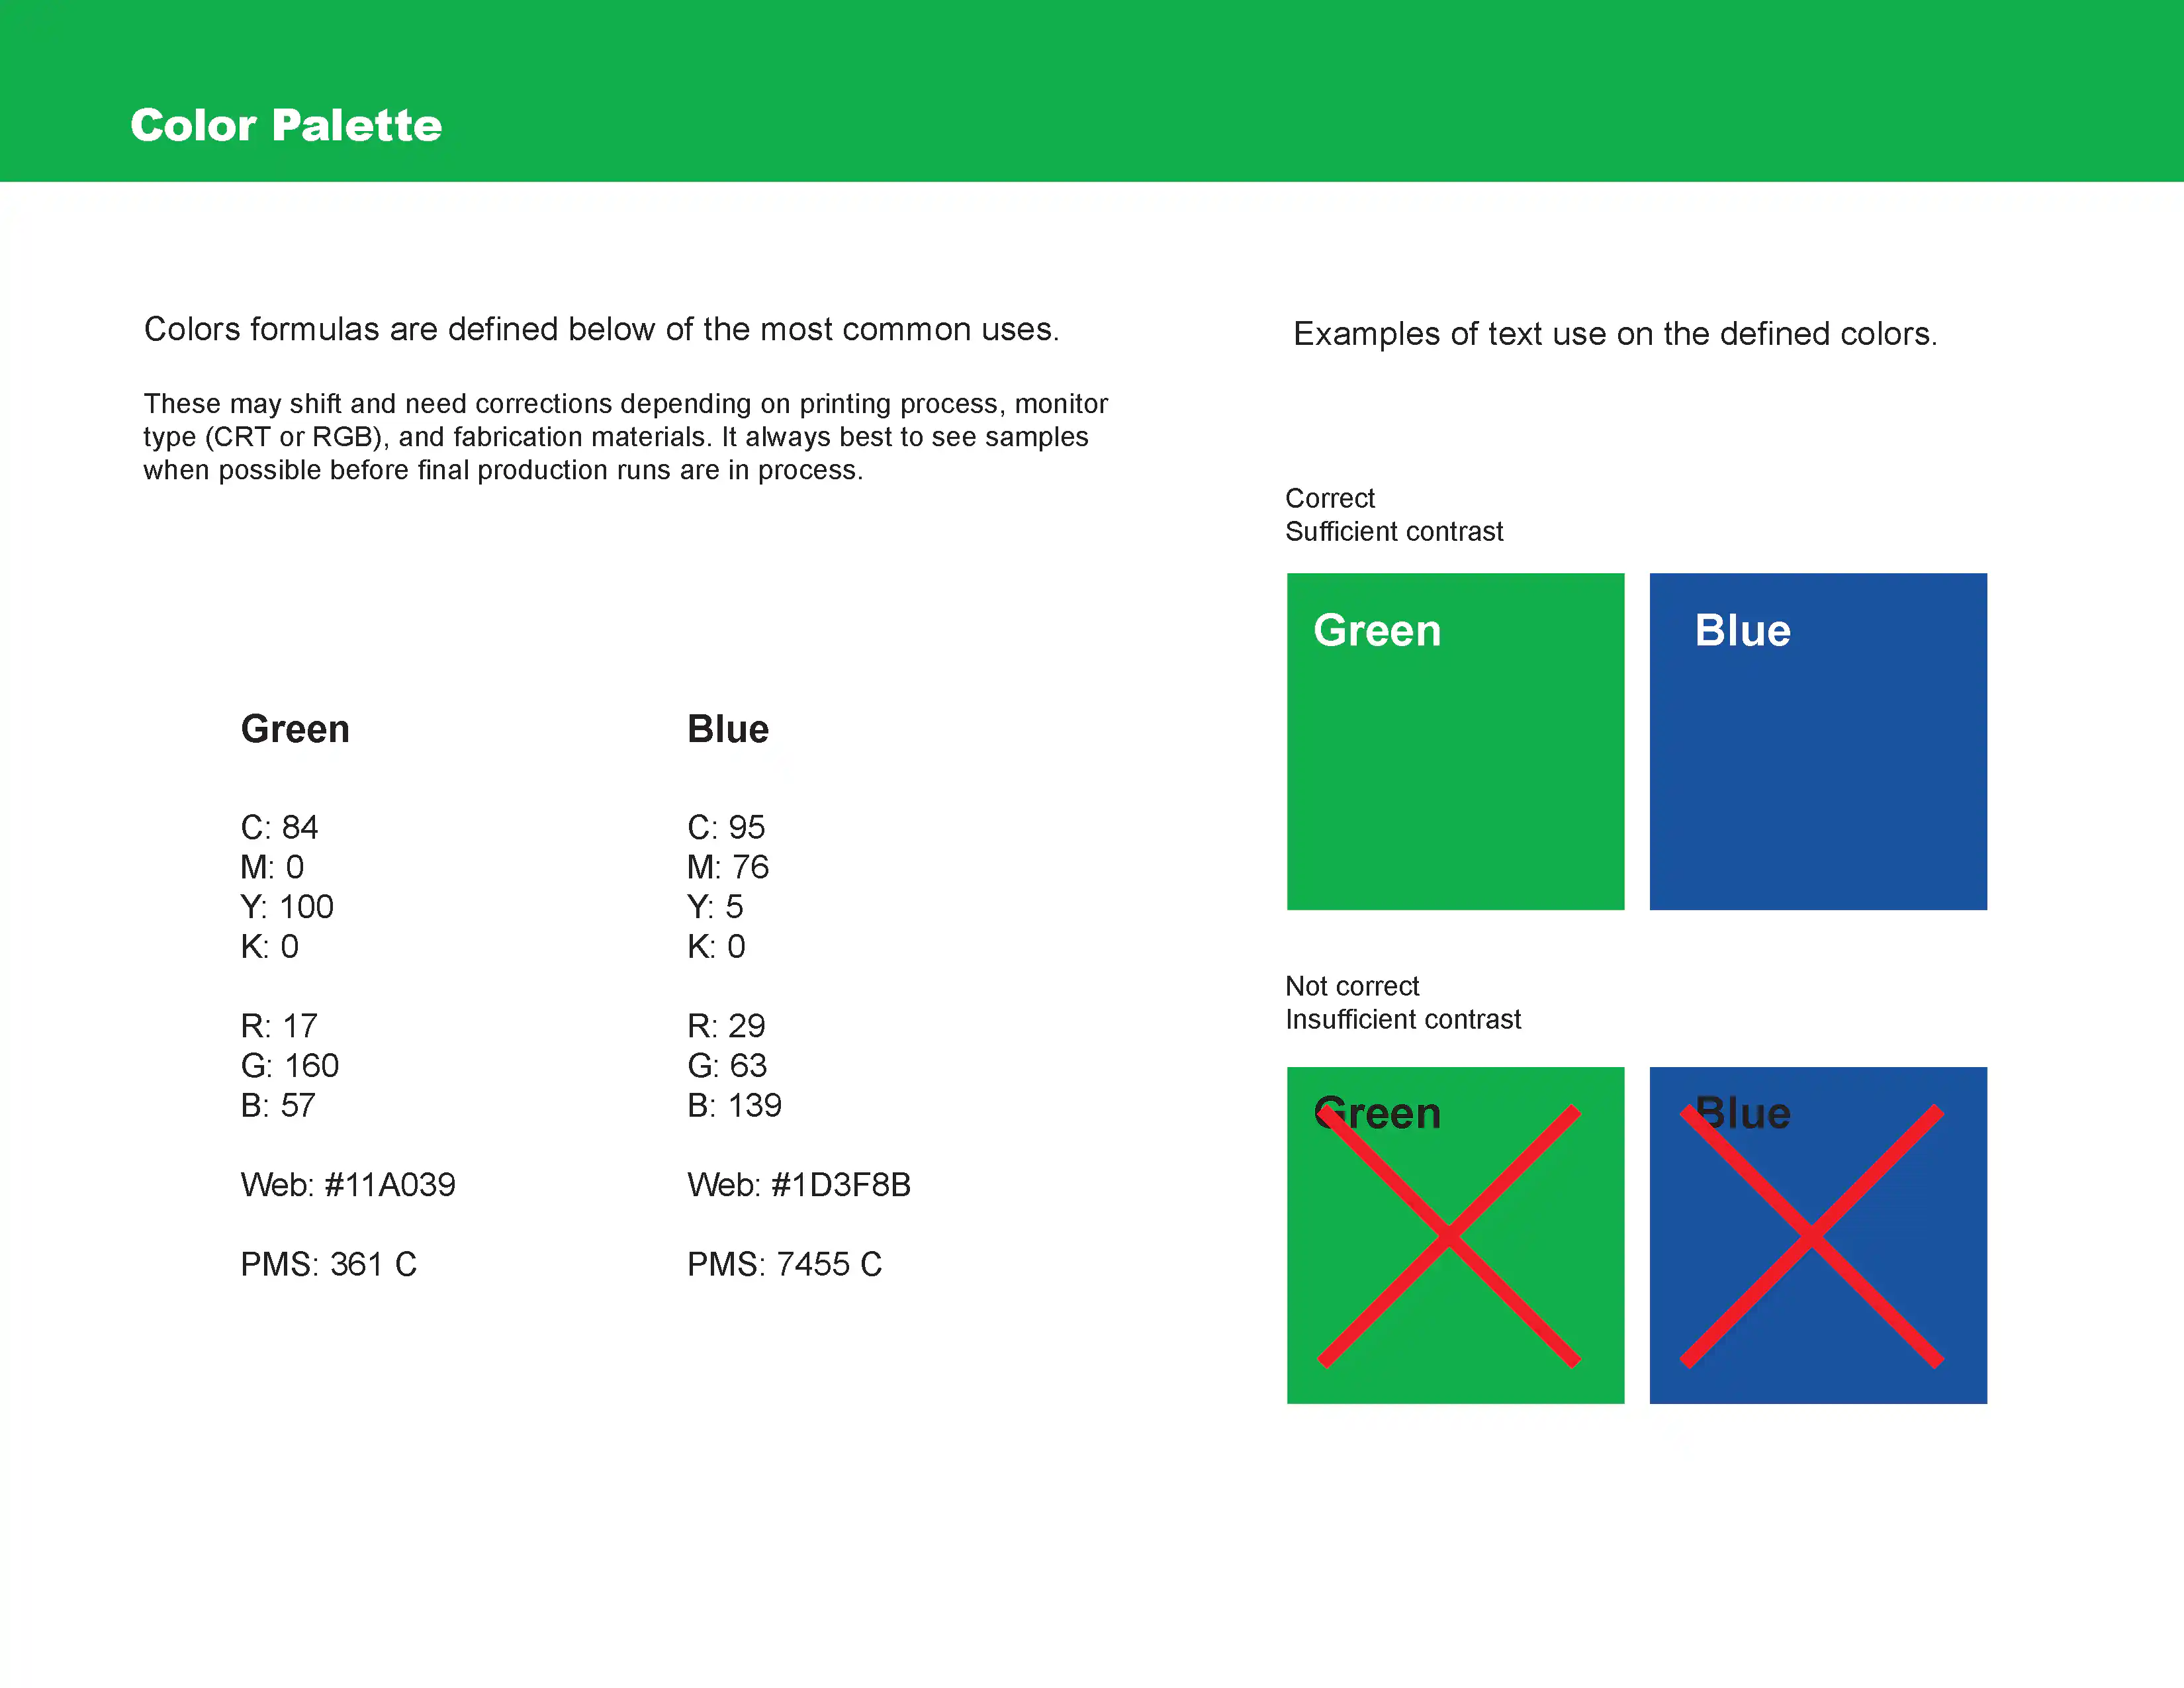 Color Palette
Colors formulas are defined below of the most common uses.
These may shift and need corrections depending on printing process, monitor
type (CRT or RGB), and fabrication materials. It always best to see samples
when possible before final production runs are in process.
Green
C: 84
M: 0
Y: 100
K: 0
R: 17
G: 160
B: 57
Web: #11A039
PMS: 361 C
Blue
C: 95
M: 76
Y: 5
K: 0
R: 29
G: 63
B: 139
Web: #1D3F8B
PMS: 7455 C
Examples of text use on the defined colors.
Correct
Sufficient contrast
Green
Blue
Not correct
Insufficient contrast
Green
Blue